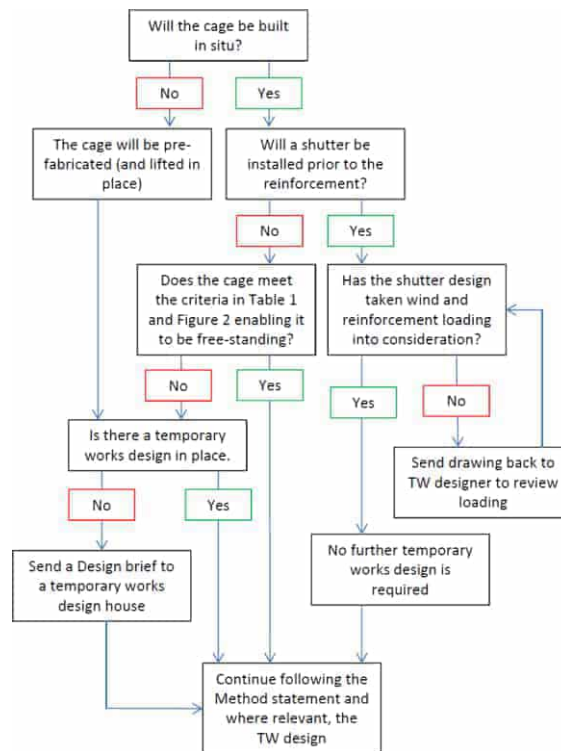 Will the cage be built
in situ?
No
Yes
The cage will be pre-
fabricated (and lifted in
place)
Will a shutter be
installed prior to the
reinforcement?
No
Yes
Does the cage meet
the criteria in Table 1
and Figure 2 enabling it
to be free-standing?
Has the shutter design
taken wind and
reinforcement loading
into consideration?
No
Yes
Yes
No
Is there a temporary
works design in place.
Send drawing back to
TW designer to review
loading
No
Yes
Send a Design brief to
a temporary works
design house
No further temporary
works design is
required
Continue following the
Method statement and
where relevant, the
TW design